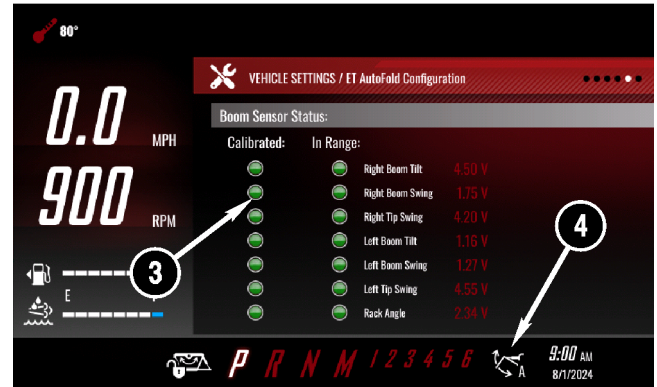 80°
VEHICLE SETTINGS / ET AutoFold Configuration
Boom Sensor Status:
Calibrated: In Range:
Right Boom Tilt 4.50 V
Right Boom Swing 1.75 V
Right Tip Swing 4.20 V
Left Boom Tilt 1.16 V
Left Boom Swing 1.27 V
Left Tip Swing 4.55 V
Rack Angle 2.34 V
0.0 MPH
900 RPM
E F
3
4
P R N M 1 2 3 4 5 6
A
9:00 AM
8/1/2024